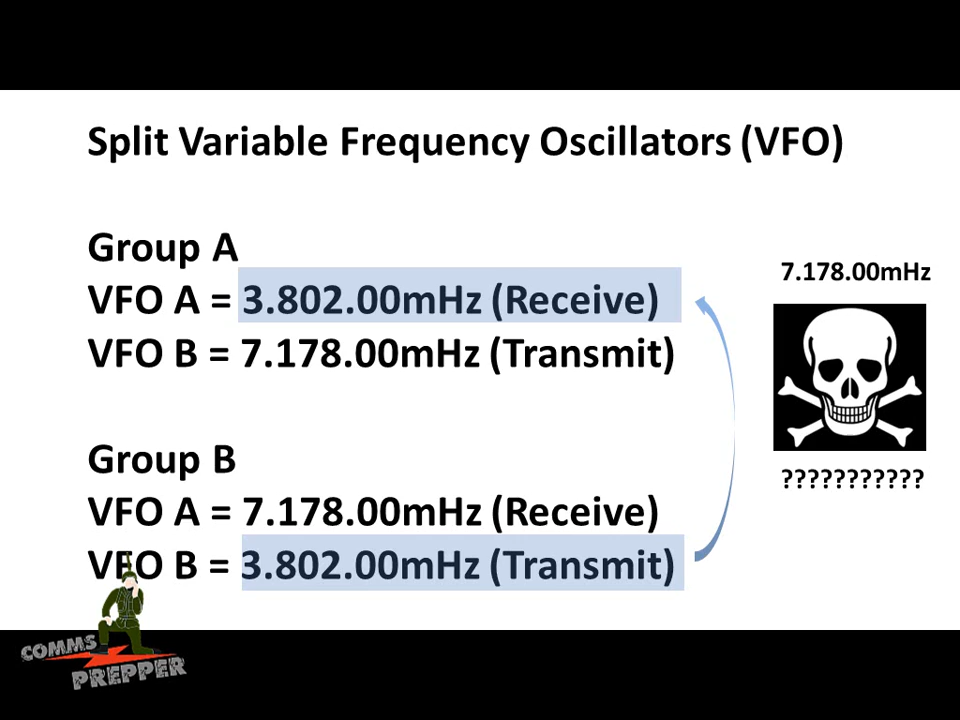 Split Variable Frequency Oscillators (VFO)
Group A
VFO A = 3.802.00mHz (Receive)
VFO B = 7.178.00mHz (Transmit)
7.178.00mHz
???????????
Group B
VFO A = 7.178.00mHz (Receive)
VFO B = 3.802.00mHz (Transmit)
COMMS
PREPPER